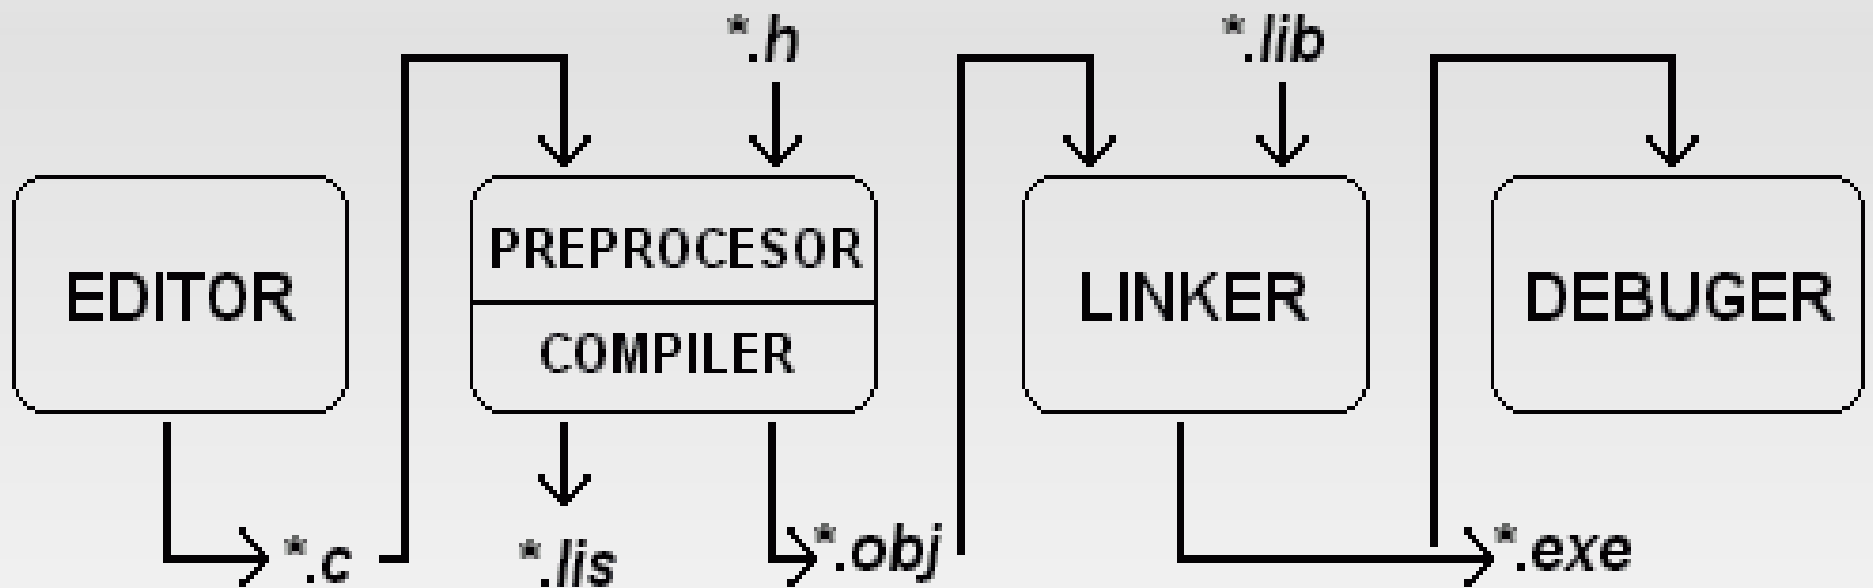 *.h
*.lib
EDITOR
PREPROCESOR
COMPILER
LINKER
DEBUGER
*.c
*.lis
*.obj
*.exe